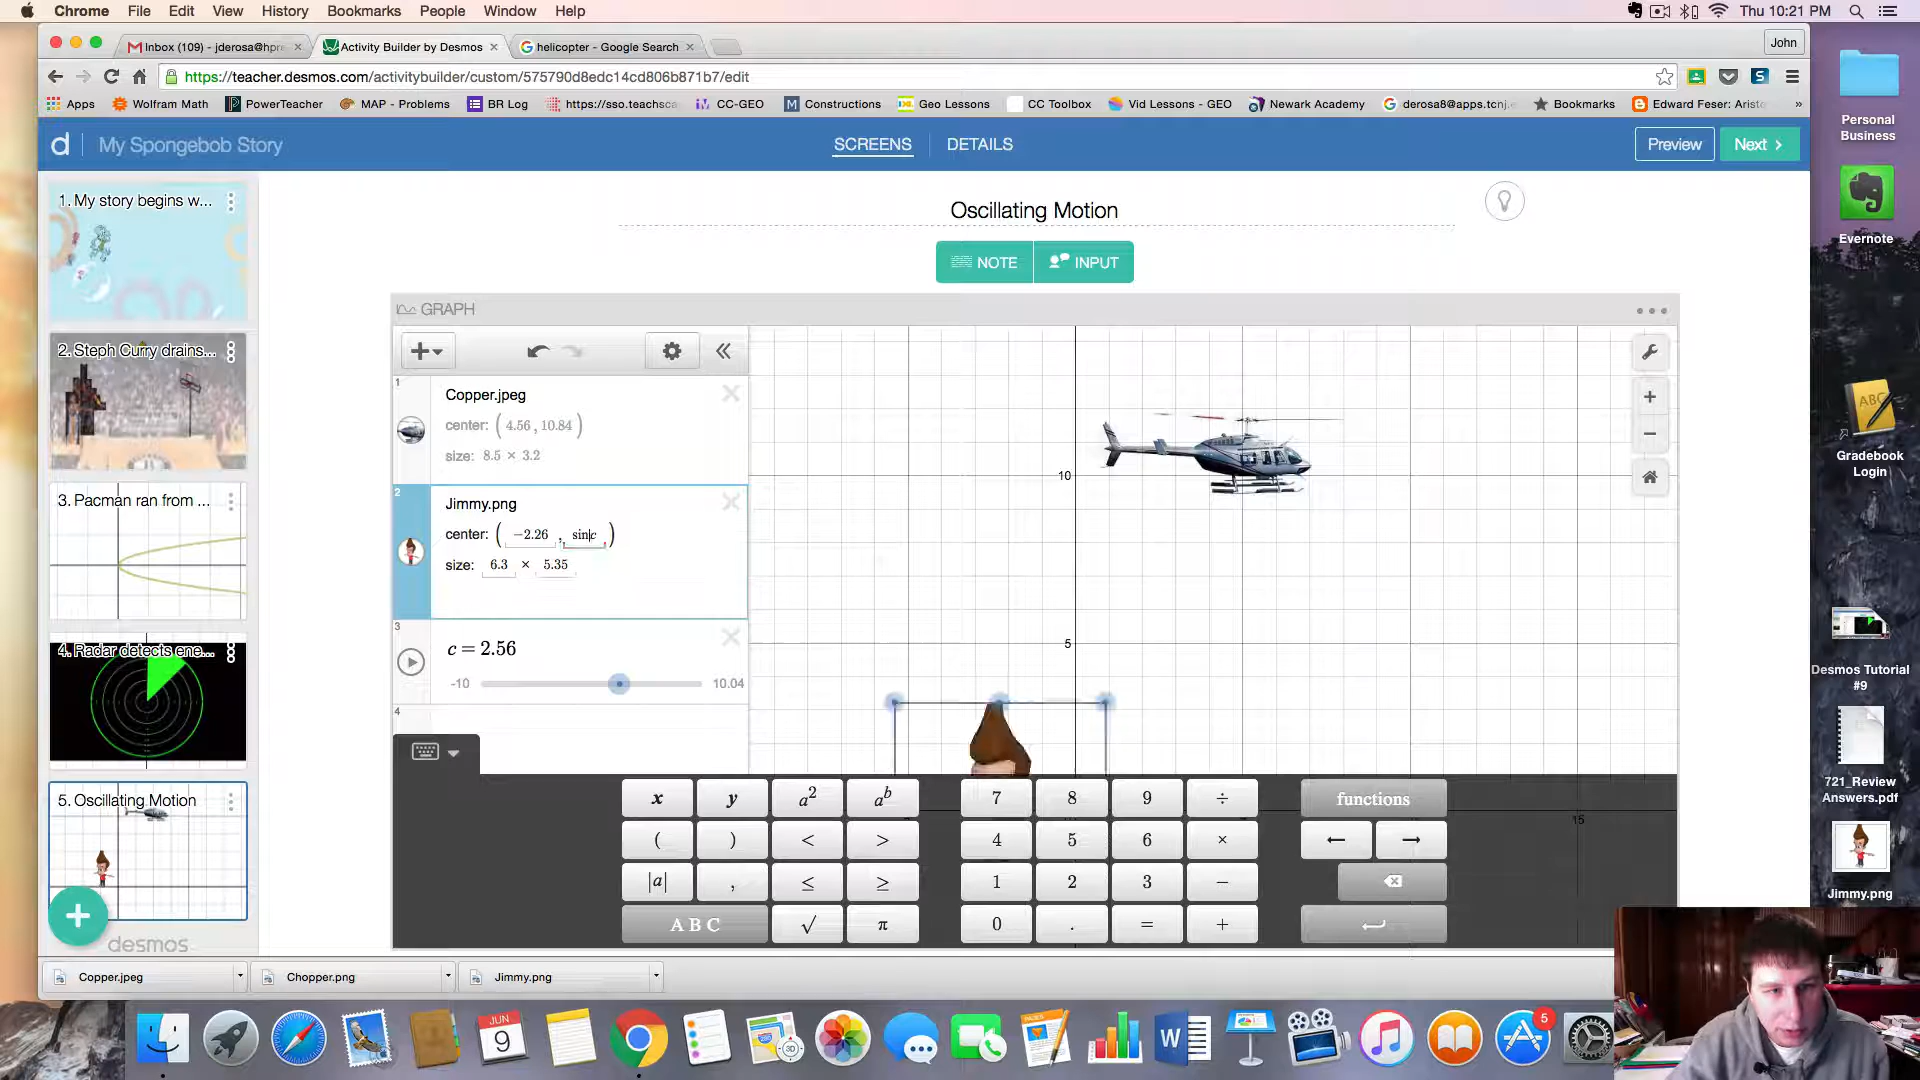 Chrome File Edit View History Bookmarks People Window Help Thu 10:21 PM
Inbox (109) - jderosa@hpre Activity Builder by Desmos helicopter - Google Search John
https://teacher.desmos.com/activitybuilder/custom/575790d8edc14cd806b871b7/edit
Apps Wolfram Math PowerTeacher MAP - Problems BR Log https://sso.teachsca CC-GEO Constructions Geo Lessons CC Toolbox Vid Lessons - GEO Newark Academy derosa8@apps.tcnj.e Bookmarks Edward Feser: Aristo »
d My Spongebob Story SCREENS DETAILS Preview Next >
1. My story begins w...
2. Steph Curry drains...
3. Pacman ran from ...
4. Radar detects ene...
5. Oscillating Motion
desmos
Oscillating Motion
NOTE INPUT
GRAPH
1
Copper.jpeg
center: ( 4.56 , 10.84 )
size: 8.5 × 3.2
2
Jimmy.png
center: ( −2.26 , sinc )
size: 6.3 × 5.35
3
c = 2.56
-10 10.04
4
10
5
15
x y a² aᵇ 7 8 9 ÷ functions
( ) < > 4 5 6 × ← →
|a| , ≤ ≥ 1 2 3 −
A B C √ π 0 . = +
Copper.jpeg Chopper.png Jimmy.png
Personal
Business
Evernote
ABC
Gradebook
Login
Desmos Tutorial
#9
721_Review
Answers.pdf
Jimmy.png
JUN
9
W
5